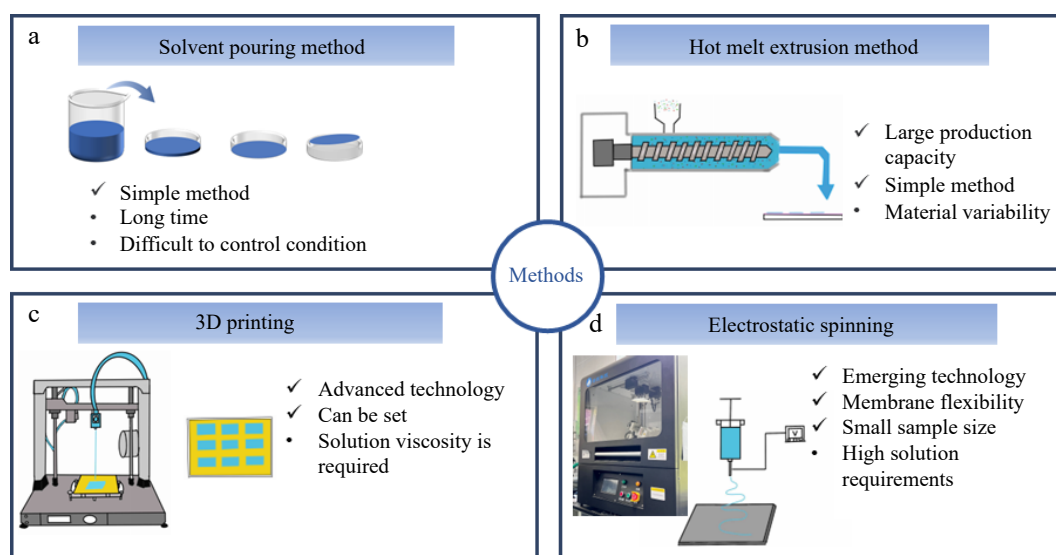 a
Solvent pouring method
✓ Simple method
• Long time
• Difficult to control condition
b
Hot melt extrusion method
✓ Large production
capacity
✓ Simple method
• Material variability
Methods
c
3D printing
✓ Advanced technology
✓ Can be set
• Solution viscosity is
required
d
Electrostatic spinning
✓ Emerging technology
✓ Membrane flexibility
✓ Small sample size
• High solution
requirements
V